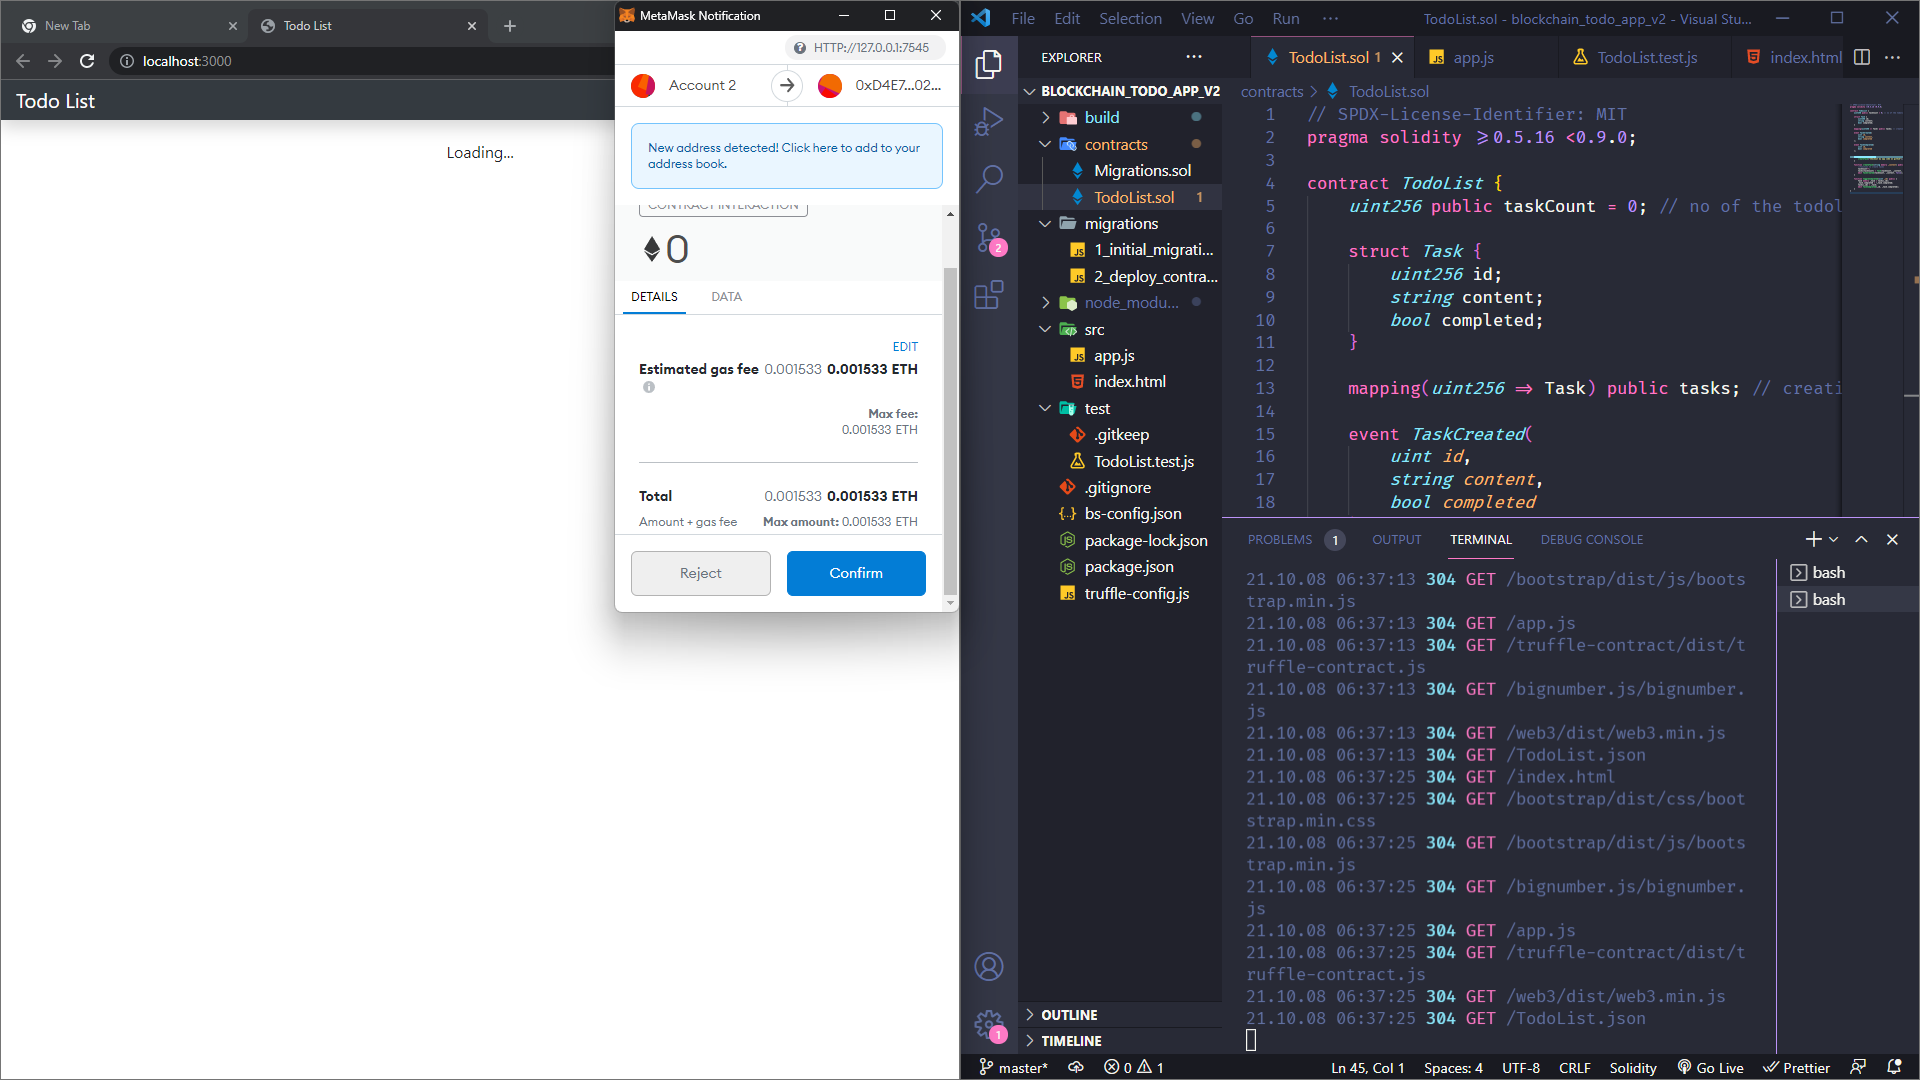 New Tab
Todo List
localhost:3000
Todo List
Loading...
MetaMask Notification
HTTP://127.0.0.1:7545
Account 2
0xD4E7...02...
New address detected! Click here to add to your
address book.
CONTRACT INTERACTION
0
DETAILS
DATA
EDIT
Estimated gas fee 0.001533 0.001533 ETH
Max fee:
0.001533 ETH
Total 0.001533 0.001533 ETH
Amount + gas fee Max amount: 0.001533 ETH
Reject
Confirm
File Edit Selection View Go Run ···
TodoList.sol - blockchain_todo_app_v2 - Visual Stu...
EXPLORER
BLOCKCHAIN_TODO_APP_V2
build
contracts
Migrations.sol
TodoList.sol 1
migrations
1_initial_migrati...
2_deploy_contra...
node_modu...
src
app.js
index.html
test
.gitkeep
TodoList.test.js
.gitignore
bs-config.json
package-lock.json
package.json
truffle-config.js
OUTLINE
TIMELINE
2
1
TodoList.sol 1
app.js
TodoList.test.js
index.html
contracts > TodoList.sol
1 // SPDX-License-Identifier: MIT
2 pragma solidity >=0.5.16 <0.9.0;
3
4 contract TodoList {
5 uint256 public taskCount = 0; // no of the todol
6
7 struct Task {
8 uint256 id;
9 string content;
10 bool completed;
11 }
12
13 mapping(uint256 => Task) public tasks; // creati
14
15 event TaskCreated(
16 uint id,
17 string content,
18 bool completed
PROBLEMS 1 OUTPUT TERMINAL DEBUG CONSOLE
bash
bash
21.10.08 06:37:13 304 GET /bootstrap/dist/js/boots
trap.min.js
21.10.08 06:37:13 304 GET /app.js
21.10.08 06:37:13 304 GET /truffle-contract/dist/t
ruffle-contract.js
21.10.08 06:37:13 304 GET /bignumber.js/bignumber.
js
21.10.08 06:37:13 304 GET /web3/dist/web3.min.js
21.10.08 06:37:13 304 GET /TodoList.json
21.10.08 06:37:25 304 GET /index.html
21.10.08 06:37:25 304 GET /bootstrap/dist/css/boot
strap.min.css
21.10.08 06:37:25 304 GET /bootstrap/dist/js/boots
trap.min.js
21.10.08 06:37:25 304 GET /bignumber.js/bignumber.
js
21.10.08 06:37:25 304 GET /app.js
21.10.08 06:37:25 304 GET /truffle-contract/dist/t
ruffle-contract.js
21.10.08 06:37:25 304 GET /web3/dist/web3.min.js
21.10.08 06:37:25 304 GET /TodoList.json
master* 0 1
Ln 45, Col 1 Spaces: 4 UTF-8 CRLF Solidity Go Live Prettier